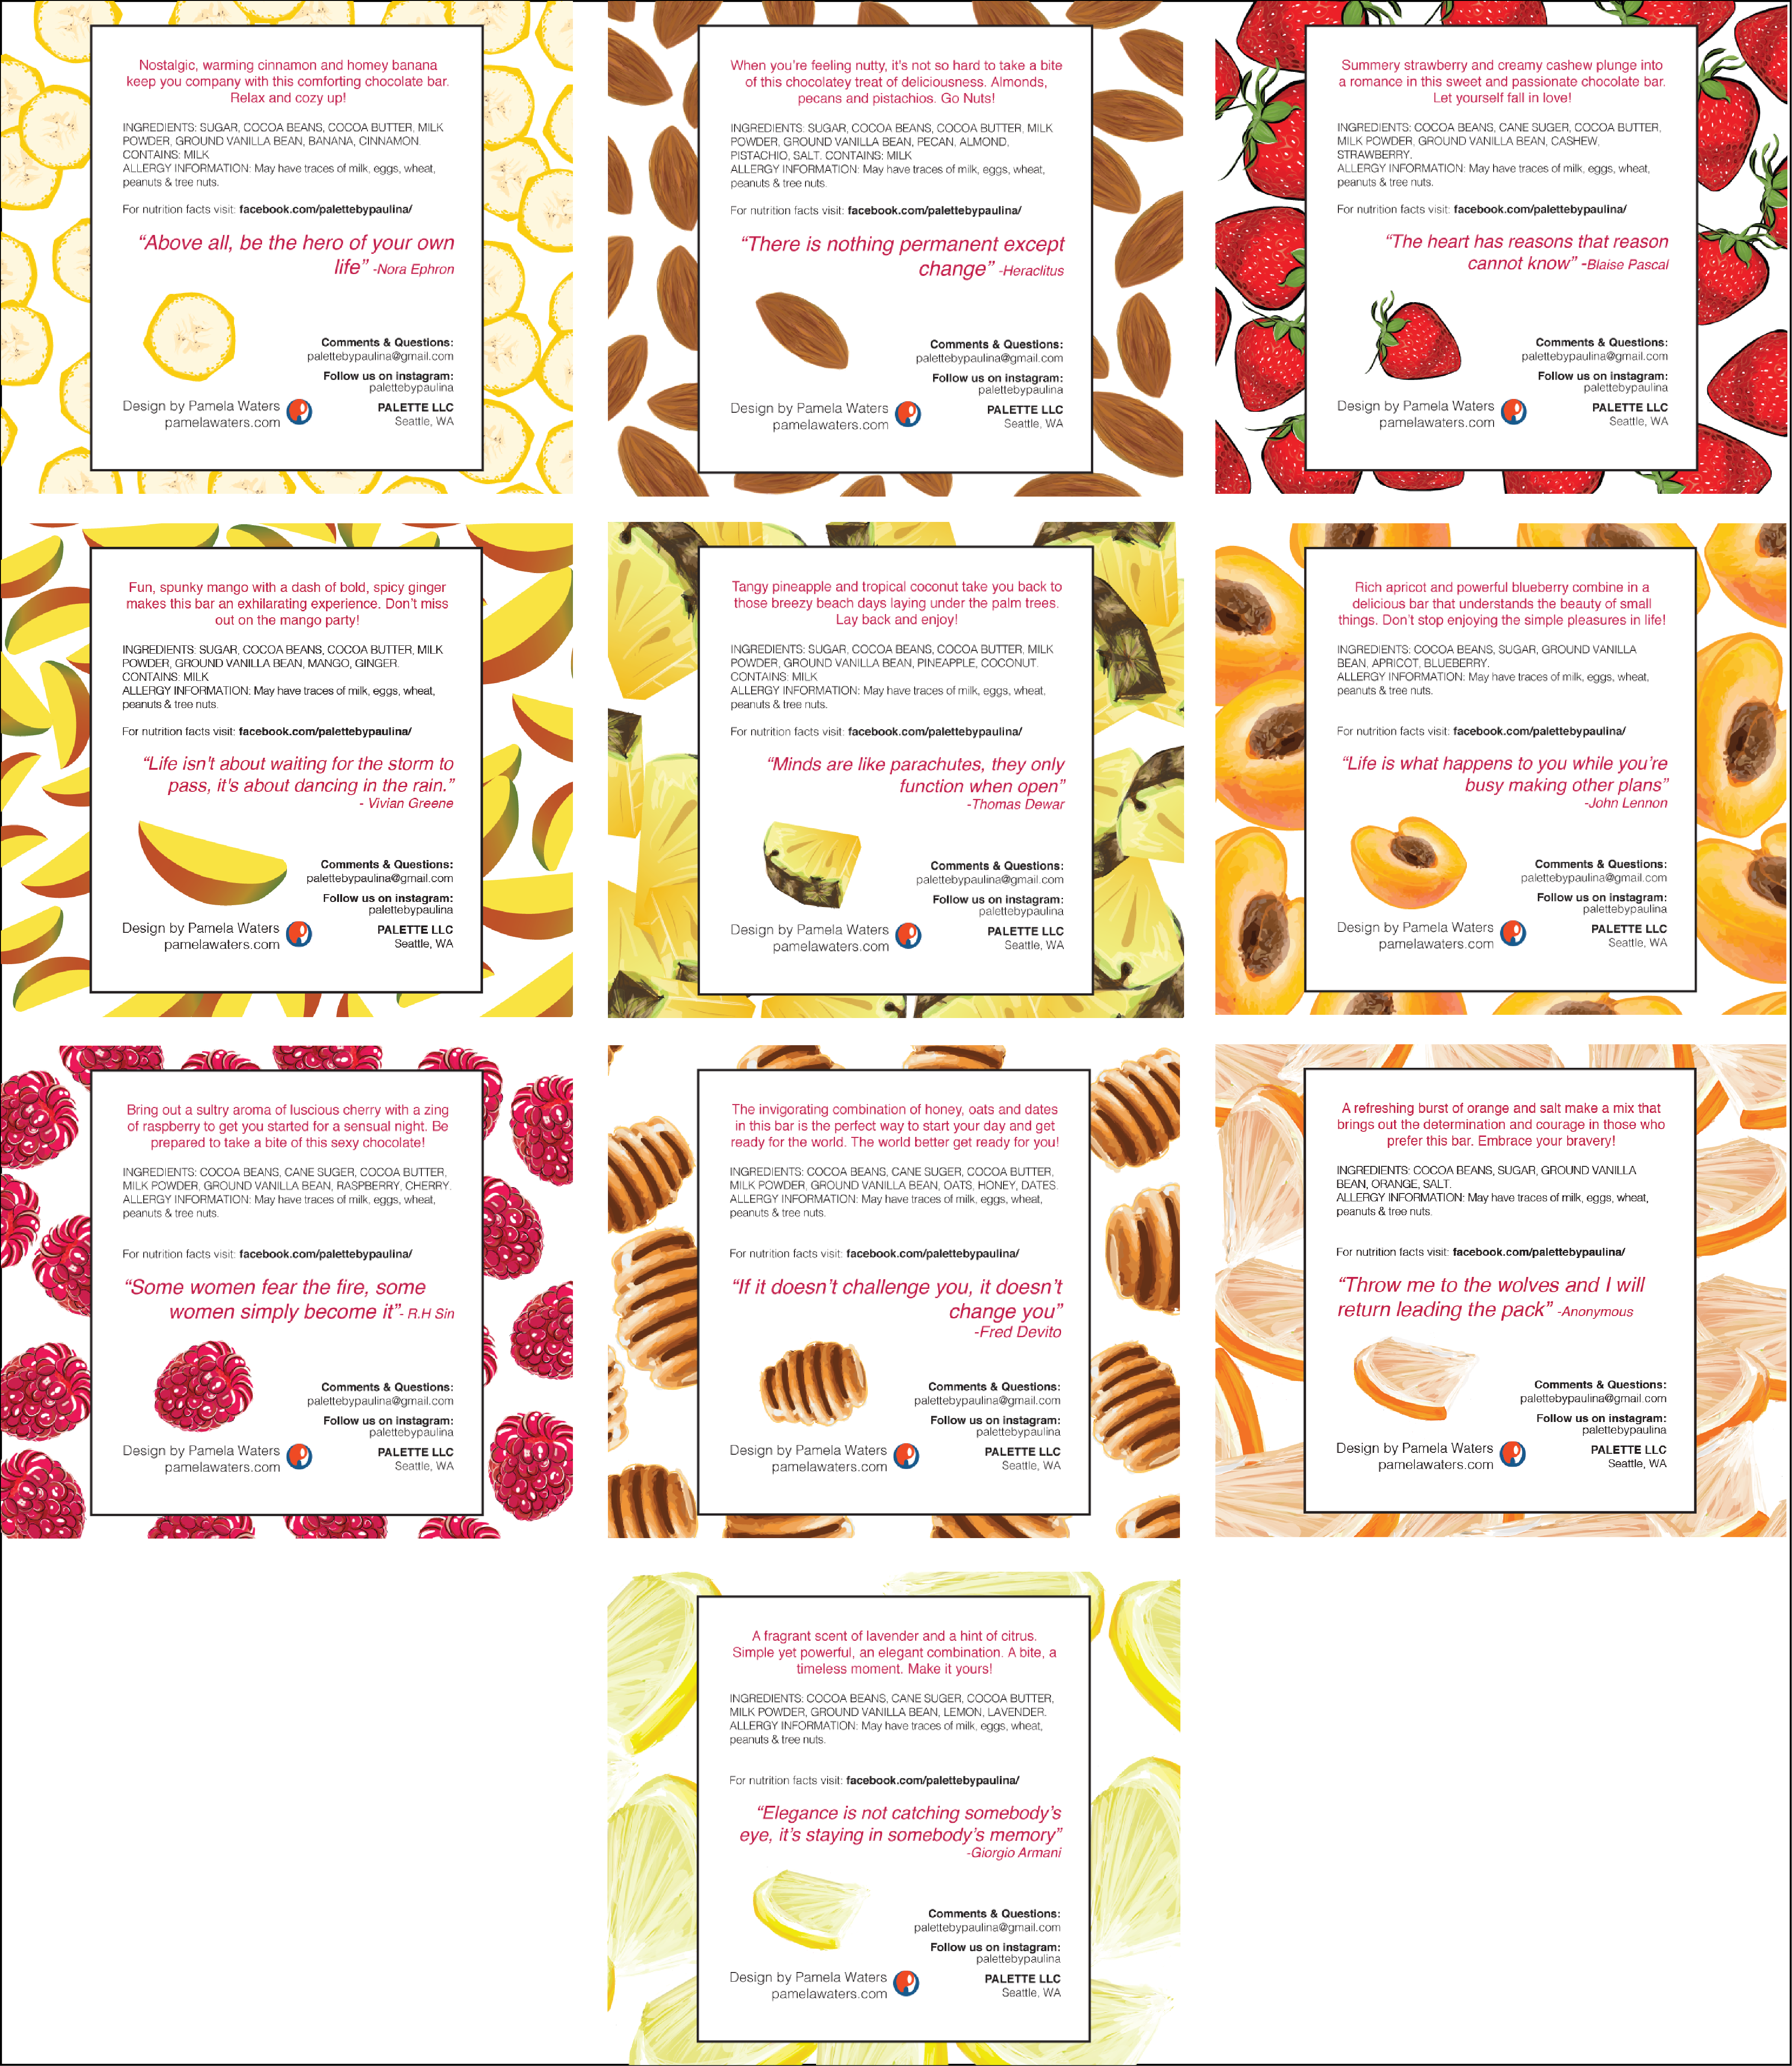 Nostalgic, warming cinnamon and homey banana
keep you company with this comforting chocolate bar.
Relax and cozy up!
INGREDIENTS: SUGAR, COCOA BEANS, COCOA BUTTER, MILK
POWDER, GROUND VANILLA BEAN, BANANA, CINNAMON.
CONTAINS: MILK
ALLERGY INFORMATION: May have traces of milk, eggs, wheat,
peanuts & tree nuts.
For nutrition facts visit: facebook.com/palettebypaulina/
“Above all, be the hero of your own
life” -Nora Ephron
Comments & Questions:
palettebypaulina@gmail.com
Follow us on instagram:
palettebypaulina
Design by Pamela Waters
pamelawaters.com
PALETTE LLC
Seattle, WA
When you’re feeling nutty, it’s not so hard to take a bite
of this chocolatey treat of deliciousness. Almonds,
pecans and pistachios. Go Nuts!
INGREDIENTS: SUGAR, COCOA BEANS, COCOA BUTTER, MILK
POWDER, GROUND VANILLA BEAN, PECAN, ALMOND,
PISTACHIO, SALT. CONTAINS: MILK
ALLERGY INFORMATION: May have traces of milk, eggs, wheat,
peanuts & tree nuts.
For nutrition facts visit: facebook.com/palettebypaulina/
“There is nothing permanent except
change” -Heraclitus
Comments & Questions:
palettebypaulina@gmail.com
Follow us on instagram:
palettebypaulina
Design by Pamela Waters
pamelawaters.com
PALETTE LLC
Seattle, WA
Summery strawberry and creamy cashew plunge into
a romance in this sweet and passionate chocolate bar.
Let yourself fall in love!
INGREDIENTS: COCOA BEANS, CANE SUGER, COCOA BUTTER,
MILK POWDER, GROUND VANILLA BEAN, CASHEW,
STRAWBERRY.
ALLERGY INFORMATION: May have traces of milk, eggs, wheat,
peanuts & tree nuts.
For nutrition facts visit: facebook.com/palettebypaulina/
“The heart has reasons that reason
cannot know” -Blaise Pascal
Comments & Questions:
palettebypaulina@gmail.com
Follow us on instagram:
palettebypaulina
Design by Pamela Waters
pamelawaters.com
PALETTE LLC
Seattle, WA
Fun, spunky mango with a dash of bold, spicy ginger
makes this bar an exhilarating experience. Don’t miss
out on the mango party!
INGREDIENTS: SUGAR, COCOA BEANS, COCOA BUTTER, MILK
POWDER, GROUND VANILLA BEAN, MANGO, GINGER.
CONTAINS: MILK
ALLERGY INFORMATION: May have traces of milk, eggs, wheat,
peanuts & tree nuts.
For nutrition facts visit: facebook.com/palettebypaulina/
“Life isn't about waiting for the storm to
pass, it's about dancing in the rain.”
- Vivian Greene
Comments & Questions:
palettebypaulina@gmail.com
Follow us on instagram:
palettebypaulina
Design by Pamela Waters
pamelawaters.com
PALETTE LLC
Seattle, WA
Tangy pineapple and tropical coconut take you back to
those breezy beach days laying under the palm trees.
Lay back and enjoy!
INGREDIENTS: SUGAR, COCOA BEANS, COCOA BUTTER, MILK
POWDER, GROUND VANILLA BEAN, PINEAPPLE, COCONUT.
CONTAINS: MILK
ALLERGY INFORMATION: May have traces of milk, eggs, wheat,
peanuts & tree nuts.
For nutrition facts visit: facebook.com/palettebypaulina/
“Minds are like parachutes, they only
function when open”
-Thomas Dewar
Comments & Questions:
palettebypaulina@gmail.com
Follow us on instagram:
palettebypaulina
Design by Pamela Waters
pamelawaters.com
PALETTE LLC
Seattle, WA
Rich apricot and powerful blueberry combine in a
delicious bar that understands the beauty of small
things. Don’t stop enjoying the simple pleasures in life!
INGREDIENTS: COCOA BEANS, SUGAR, GROUND VANILLA
BEAN, APRICOT, BLUEBERRY.
ALLERGY INFORMATION: May have traces of milk, eggs, wheat,
peanuts & tree nuts.
For nutrition facts visit: facebook.com/palettebypaulina/
“Life is what happens to you while you’re
busy making other plans”
-John Lennon
Comments & Questions:
palettebypaulina@gmail.com
Follow us on instagram:
palettebypaulina
Design by Pamela Waters
pamelawaters.com
PALETTE LLC
Seattle, WA
Bring out a sultry aroma of luscious cherry with a zing
of raspberry to get you started for a sensual night. Be
prepared to take a bite of this sexy chocolate!
INGREDIENTS: COCOA BEANS, CANE SUGER, COCOA BUTTER,
MILK POWDER, GROUND VANILLA BEAN, RASPBERRY, CHERRY.
ALLERGY INFORMATION: May have traces of milk, eggs, wheat,
peanuts & tree nuts.
For nutrition facts visit: facebook.com/palettebypaulina/
“Some women fear the fire, some
women simply become it”- R.H Sin
Comments & Questions:
palettebypaulina@gmail.com
Follow us on instagram:
palettebypaulina
Design by Pamela Waters
pamelawaters.com
PALETTE LLC
Seattle, WA
The invigorating combination of honey, oats and dates
in this bar is the perfect way to start your day and get
ready for the world. The world better get ready for you!
INGREDIENTS: COCOA BEANS, CANE SUGER, COCOA BUTTER,
MILK POWDER, GROUND VANILLA BEAN, OATS, HONEY, DATES.
ALLERGY INFORMATION: May have traces of milk, eggs, wheat,
peanuts & tree nuts.
For nutrition facts visit: facebook.com/palettebypaulina/
“If it doesn’t challenge you, it doesn’t
change you”
-Fred Devito
Comments & Questions:
palettebypaulina@gmail.com
Follow us on instagram:
palettebypaulina
Design by Pamela Waters
pamelawaters.com
PALETTE LLC
Seattle, WA
A refreshing burst of orange and salt make a mix that
brings out the determination and courage in those who
prefer this bar. Embrace your bravery!
INGREDIENTS: COCOA BEANS, SUGAR, GROUND VANILLA
BEAN, ORANGE, SALT.
ALLERGY INFORMATION: May have traces of milk, eggs, wheat,
peanuts & tree nuts.
For nutrition facts visit: facebook.com/palettebypaulina/
“Throw me to the wolves and I will
return leading the pack” -Anonymous
Comments & Questions:
palettebypaulina@gmail.com
Follow us on instagram:
palettebypaulina
Design by Pamela Waters
pamelawaters.com
PALETTE LLC
Seattle, WA
A fragrant scent of lavender and a hint of citrus.
Simple yet powerful, an elegant combination. A bite, a
timeless moment. Make it yours!
INGREDIENTS: COCOA BEANS, CANE SUGER, COCOA BUTTER,
MILK POWDER, GROUND VANILLA BEAN, LEMON, LAVENDER.
ALLERGY INFORMATION: May have traces of milk, eggs, wheat,
peanuts & tree nuts.
For nutrition facts visit: facebook.com/palettebypaulina/
“Elegance is not catching somebody’s
eye, it’s staying in somebody’s memory”
-Giorgio Armani
Comments & Questions:
palettebypaulina@gmail.com
Follow us on instagram:
palettebypaulina
Design by Pamela Waters
pamelawaters.com
PALETTE LLC
Seattle, WA